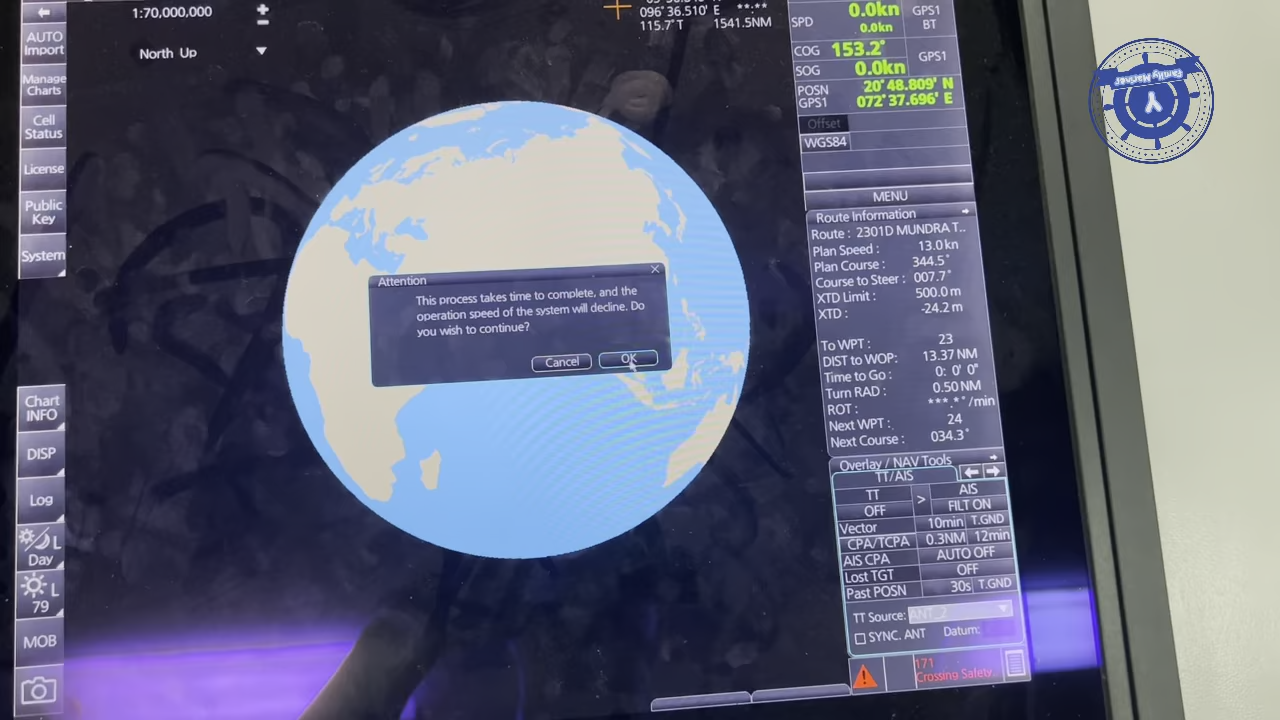 AUTO
Import
Manage
Charts
Cell
Status
License
Public
Key
System
Chart
INFO
DISP
Log
L
Day
L
79
MOB
1:70,000,000
+
−
North Up
096°36.510' E **:**
115.7°T 1541.5NM
Attention
This process takes time to complete, and the
operation speed of the system will decline. Do
you wish to continue?
Cancel
OK
SPD 0.0kn GPS1
0.0kn BT
COG 153.2°
SOG 0.0kn GPS1
POSN 20°48.809' N
GPS1 072°37.696' E
Offset
WGS84
MENU
Route Information
Route : 2301D MUNDRA T..
Plan Speed : 13.0kn
Plan Course : 344.5°
Course to Steer : 007.7°
XTD Limit : 500.0 m
XTD : -24.2 m
To WPT : 23
DIST to WOP: 13.37 NM
Time to Go : 0: 0' 0"
Turn RAD : 0.50 NM
ROT : ***.*°/min
Next WPT : 24
Next Course : 034.3°
Overlay / NAV Tools
TT/AIS
TT > AIS
OFF FILT ON
Vector 10min T.GND
CPA/TCPA 0.3NM 12min
AIS CPA AUTO OFF
Lost TGT OFF
Past POSN 30s T.GND
TT Source: ANT_2
SYNC. ANT Datum:
171
Crossing Safety..
Family Mariner